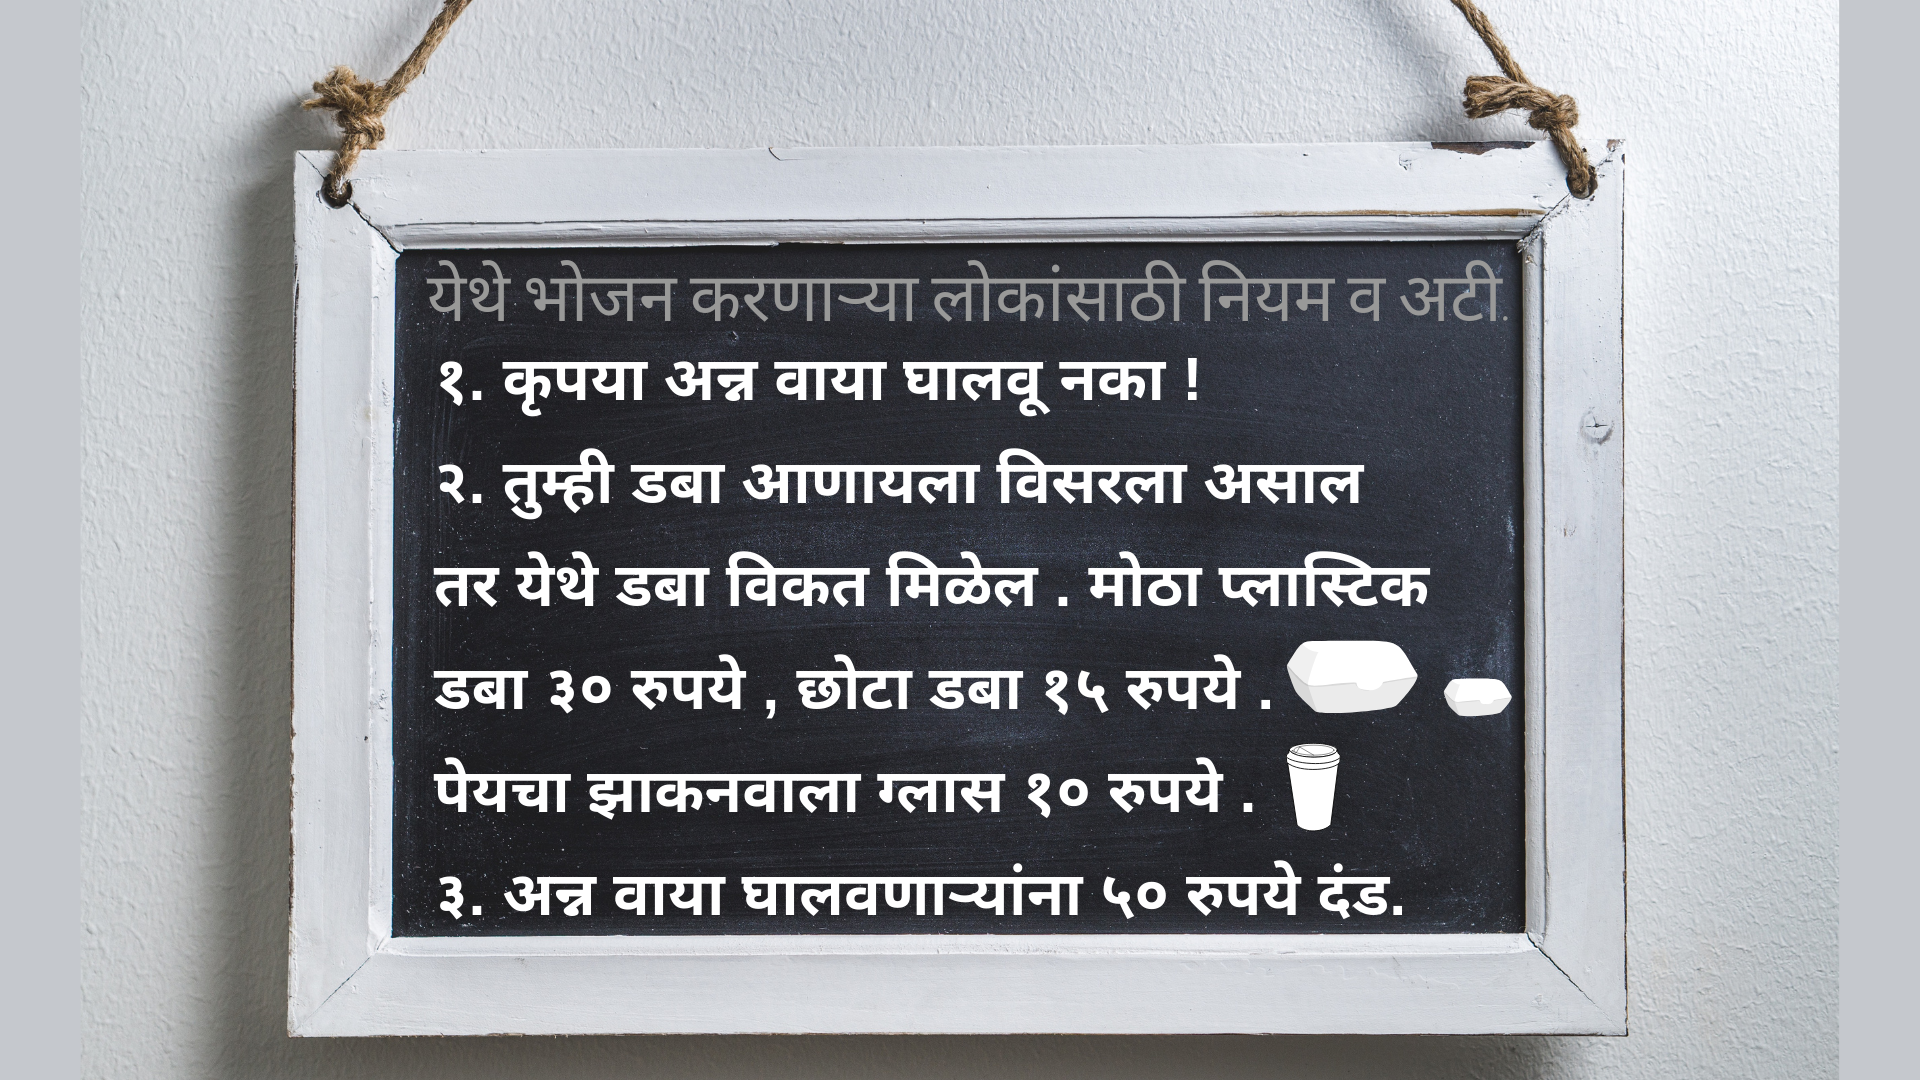 येथे भोजन करणाऱ्या लोकांसाठी नियम व अटी.
१. कृपया अन्न वाया घालवू नका !
२. तुम्ही डबा आणायला विसरला असाल
तर येथे डबा विकत मिळेल . मोठा प्लास्टिक
डबा ३० रुपये , छोटा डबा १५ रुपये .
पेयचा झाकनवाला ग्लास १० रुपये .
३. अन्न वाया घालवणाऱ्यांना ५० रुपये दंड.